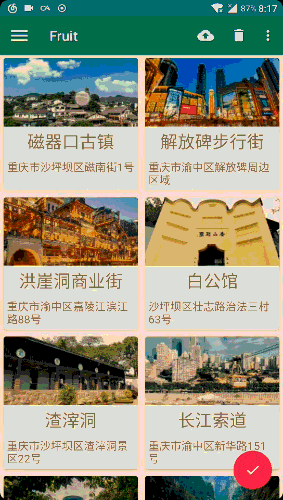 87% 8:17
Fruit
磁器口古镇
重庆市沙坪坝区磁南街1号
解放碑步行街
重庆市渝中区解放碑周边
区域
洪崖洞商业街
重庆市渝中区嘉陵江滨江
路88号
白公馆
沙坪坝区壮志路治法三村
63号
渣滓洞
重庆市沙坪坝区渣滓洞景
区22号
长江索道
重庆市渝中区新华路151
号